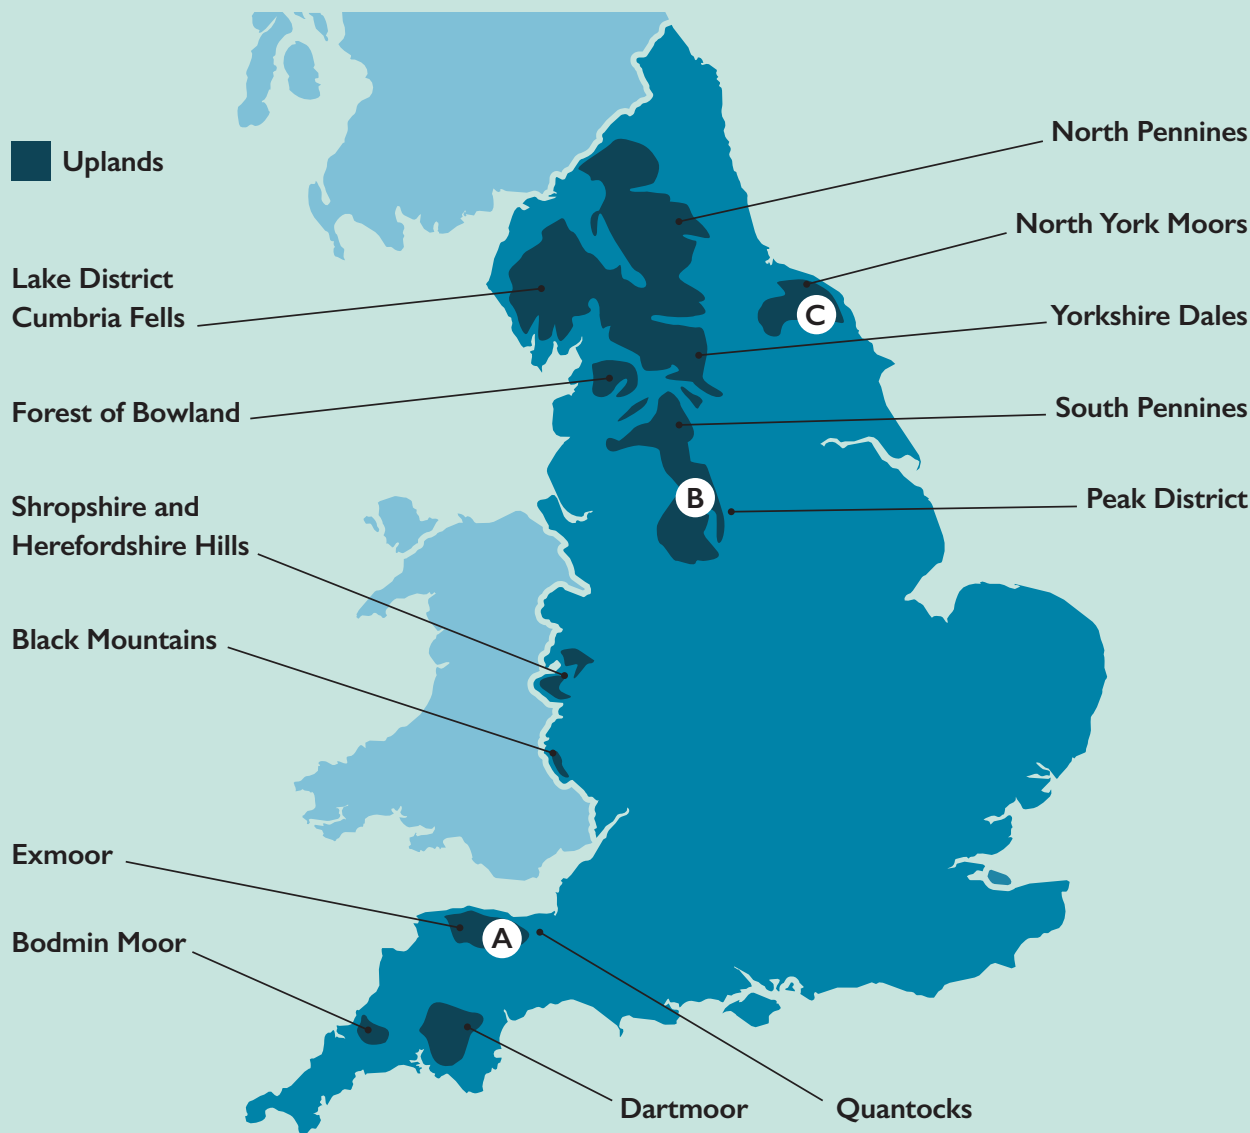 Uplands
North Pennines
North York Moors
Lake District
Cumbria Fells
C
Yorkshire Dales
Forest of Bowland
South Pennines
B
Peak District
Shropshire and
Herefordshire Hills
Black Mountains
Exmoor
A
Bodmin Moor
Dartmoor
Quantocks